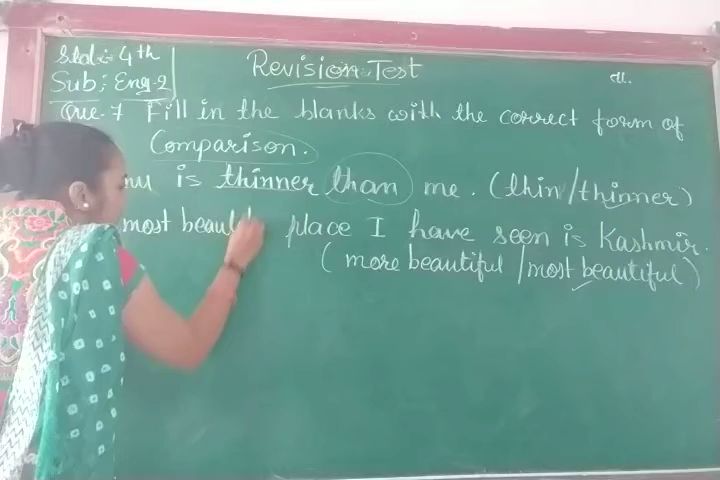 Std: 4th
Sub: Eng-2
Revision Test
ता.
Que. 7 Fill in the blanks with the correct form of
Comparison.
is thinner than me. (thin/thinner)
most place I have seen is Kashmir.
(more beautiful /most beautiful)